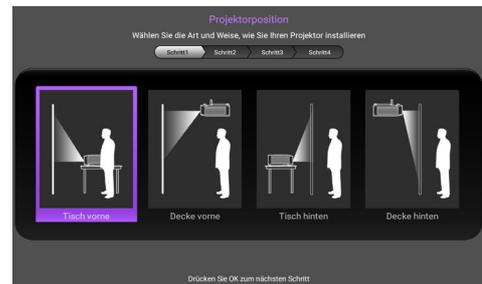 Projektorposition
Wählen Sie die Art und Weise, wie Sie Ihren Projektor installieren
Schritt1 Schritt2 Schritt3 Schritt4
Tisch vorne Decke vorne Tisch hinten Decke hinten
Drücken Sie OK zum nächsten Schritt